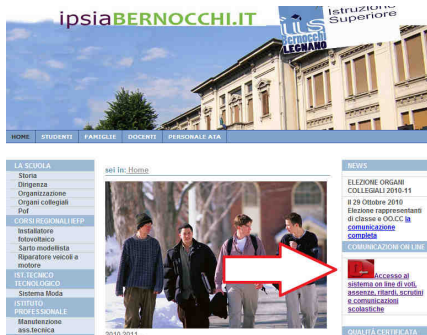 ipsiaBERNOCCHI.IT
IIS
Bernocchi
LEGNANO
Istruzione
Superiore
HOME STUDENTI FAMIGLIE DOCENTI PERSONALE ATA
LA SCUOLA
Storia
Dirigenza
Organizzazione
Organi collegiali
Pof
CORSI REGIONALI IEFP
Installatore
fotovoltaico
Sarto modellista
Riparatore veicoli a
motore
IST.TECNICO
TECNOLOGICO
Sistema Moda
ISTITUTO
PROFESSIONALE
Manutenzione
ass.tecnica
sei in: Home
2010-2011
NEWS
ELEZIONE ORGANI
COLLEGIALI 2010-11
Il 29 Ottobre 2010
Elezione rappresentanti
di classe e OO.CC la
comunicazione
completa
COMUNICAZIONI ON LINE
Accesso al
sistema on line di voti,
assenze, ritardi, scrutini
e comunicazioni
scolastiche
QUALITÀ CERTIFICATA